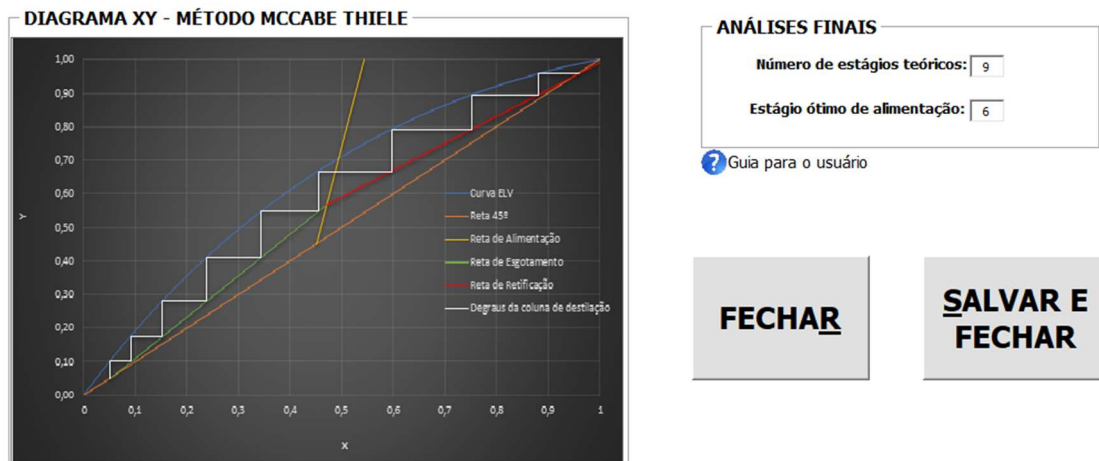 DIAGRAMA XY - MÉTODO MCCABE THIELE
1,00
0,90
0,80
0,70
0,60
0,50
0,40
0,30
0,20
0,10
0,00
Y
0
0,1
0,2
0,3
0,4
0,5
0,6
0,7
0,8
0,9
1
X
Curva ELV
Reta 45º
Reta de Alimentação
Reta de Esgotamento
Reta de Retificação
Degraus da coluna de destilação
ANÁLISES FINAIS
Número de estágios teóricos: 9
Estágio ótimo de alimentação: 6
? Guia para o usuário
FECHAR
SALVAR E
FECHAR